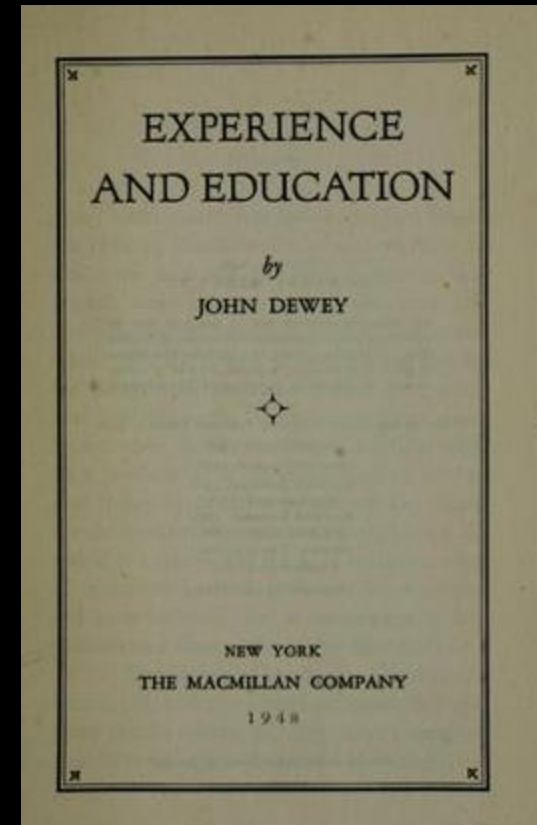 EXPERIENCE
AND EDUCATION
by
JOHN DEWEY
NEW YORK
THE MACMILLAN COMPANY
1948